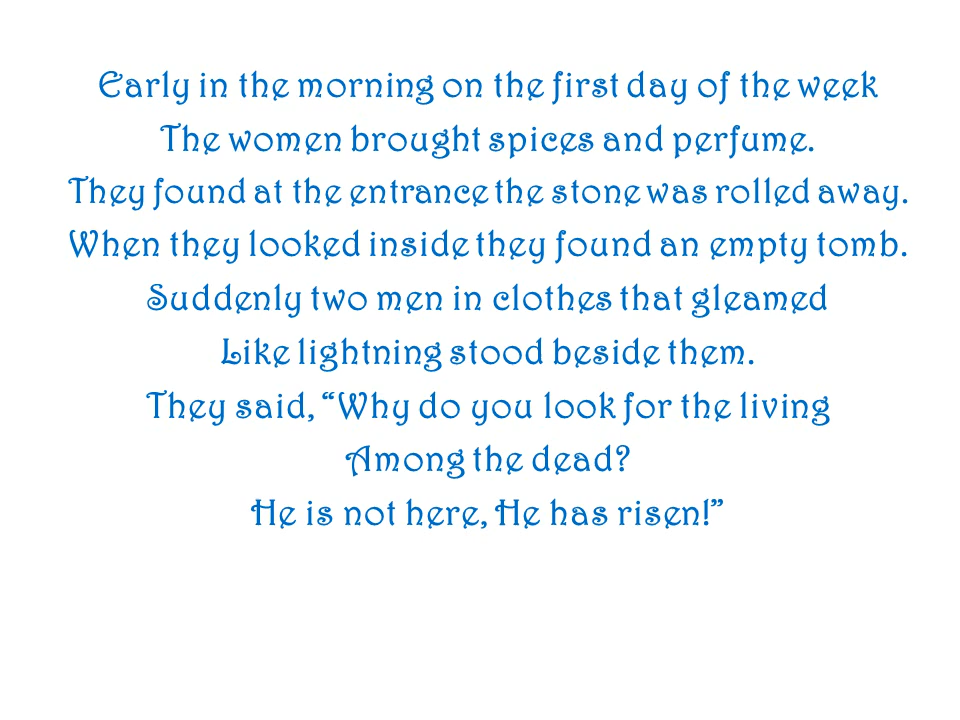 Early in the morning on the first day of the week
The women brought spices and perfume.
They found at the entrance the stone was rolled away.
When they looked inside they found an empty tomb.
Suddenly two men in clothes that gleamed
Like lightning stood beside them.
They said, “Why do you look for the living
Among the dead?
He is not here, He has risen!”